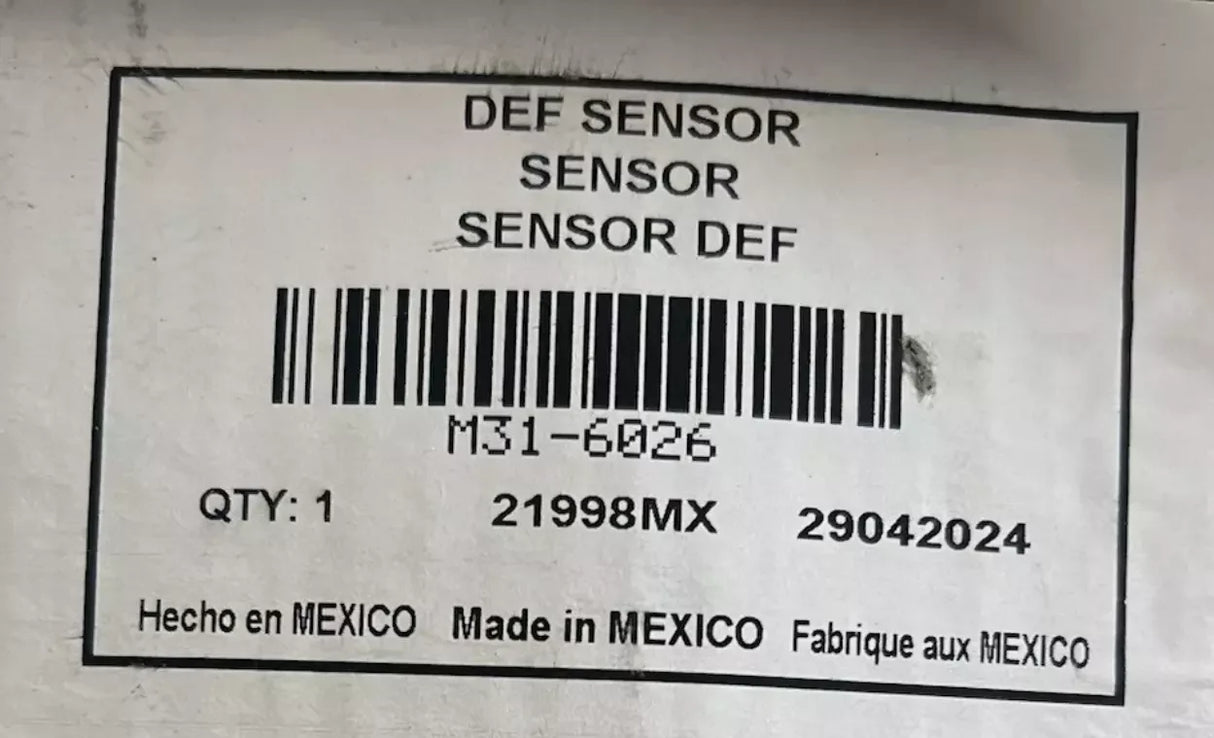 DEF SENSOR
SENSOR
SENSOR DEF
M31-6026
QTY: 1 21998MX 29042024
Hecho en MEXICO Made in MEXICO Fabrique aux MEXICO